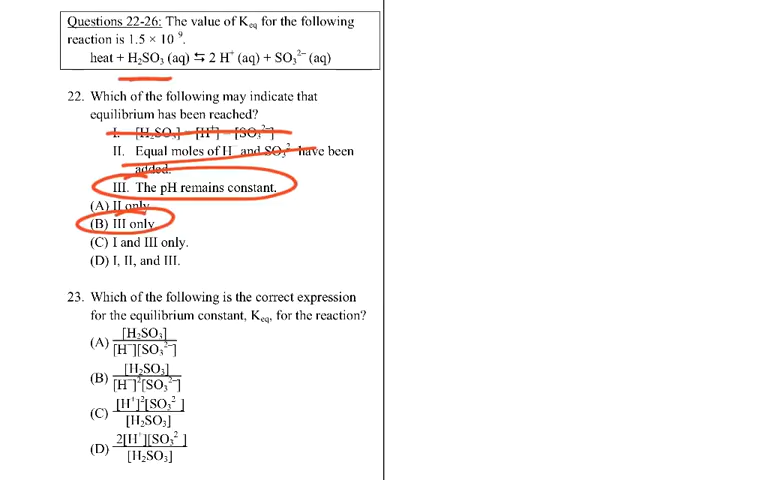 Questions 22-26: The value of Keq for the following
reaction is 1.5 × 10 9.
heat + H₂SO₃ (aq) ⇆ 2 H⁺ (aq) + SO₃²⁻ (aq)
22. Which of the following may indicate that
equilibrium has been reached?
I. [H₂SO₃] = [H⁺] = [SO₃²⁻]
II. Equal moles of H and SO₃² have been
added.
III. The pH remains constant.
(A) II only
(B) III only
(C) I and III only.
(D) I, II, and III.
23. Which of the following is the correct expression
for the equilibrium constant, Keq, for the reaction?
(A) [H₂SO₃]
[H⁺][SO₃²⁻]
(B) [H₂SO₃]
[H⁺]²[SO₃²⁻]
(C) [H⁺]²[SO₃²⁻]
[H₂SO₃]
(D) 2[H⁺][SO₃²⁻]
[H₂SO₃]